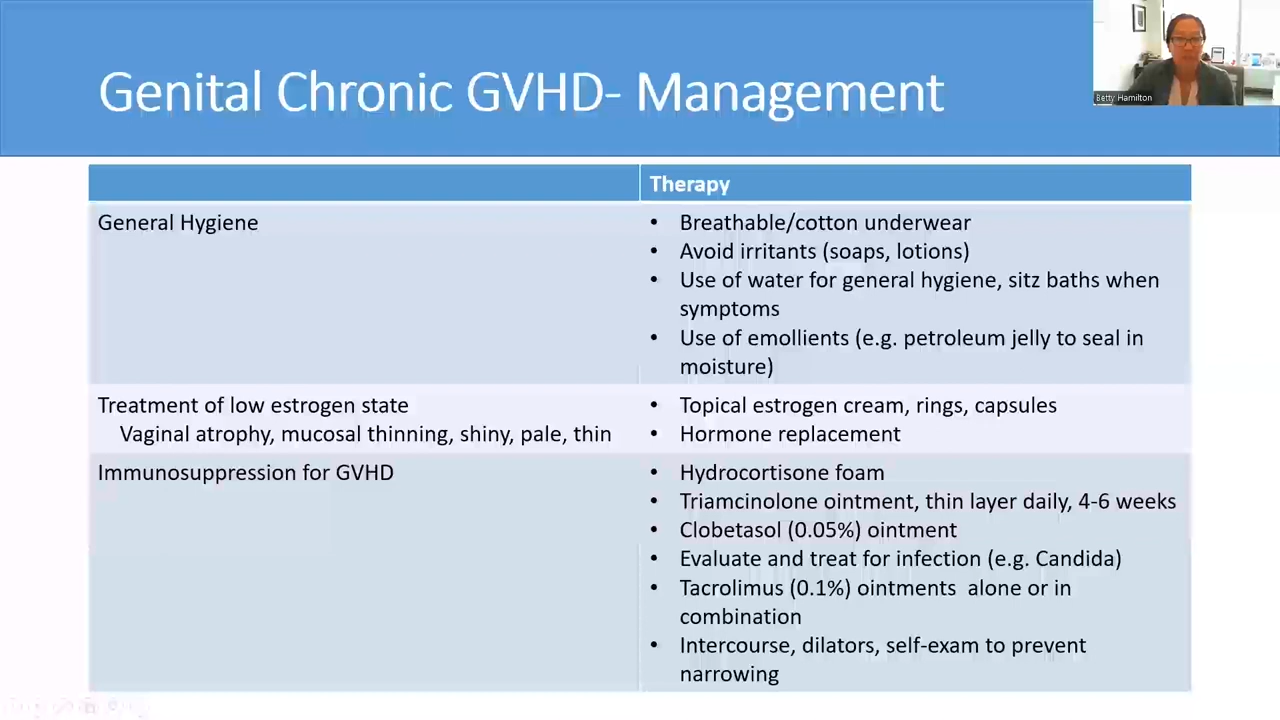 Genital Chronic GVHD- Management
Betty Hamilton
Therapy
General Hygiene
• Breathable/cotton underwear
• Avoid irritants (soaps, lotions)
• Use of water for general hygiene, sitz baths when
symptoms
• Use of emollients (e.g. petroleum jelly to seal in
moisture)
Treatment of low estrogen state
Vaginal atrophy, mucosal thinning, shiny, pale, thin
• Topical estrogen cream, rings, capsules
• Hormone replacement
Immunosuppression for GVHD
• Hydrocortisone foam
• Triamcinolone ointment, thin layer daily, 4-6 weeks
• Clobetasol (0.05%) ointment
• Evaluate and treat for infection (e.g. Candida)
• Tacrolimus (0.1%) ointments  alone or in
combination
• Intercourse, dilators, self-exam to prevent
narrowing